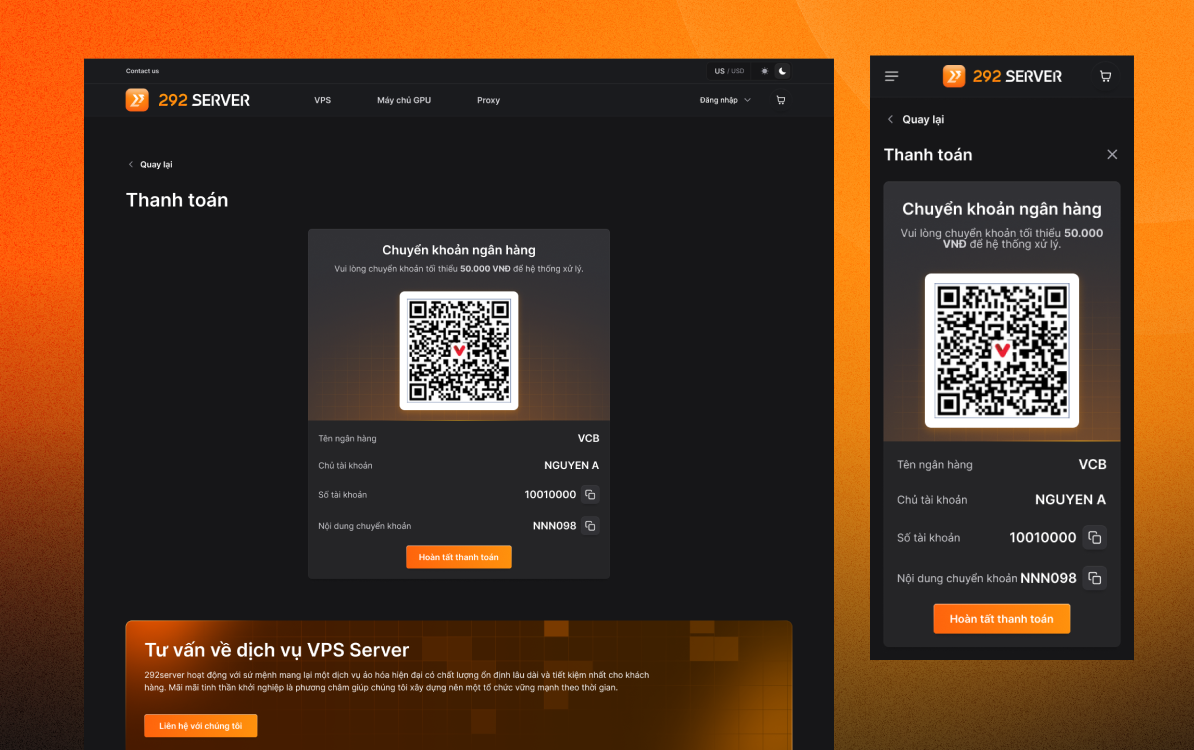 Contact us
US / USD
292 SERVER
VPS
Máy chủ GPU
Proxy
Đăng nhập
Quay lại
Thanh toán
Chuyển khoản ngân hàng
Vui lòng chuyển khoản tối thiểu 50.000 VNĐ để hệ thống xử lý.
Tên ngân hàng VCB
Chủ tài khoản NGUYEN A
Số tài khoản 10010000
Nội dung chuyển khoản NNN098
Hoàn tất thanh toán
Tư vấn về dịch vụ VPS Server
292server hoạt động với sứ mệnh mang lại một dịch vụ ảo hóa hiện đại có chất lượng ổn định lâu dài và tiết kiệm nhất cho khách
hàng. Mãi mãi tinh thần khởi nghiệp là phương châm giúp chúng tôi xây dựng nên một tổ chức vững mạnh theo thời gian.
Liên hệ với chúng tôi
292 SERVER
Quay lại
Thanh toán
Chuyển khoản ngân hàng
Vui lòng chuyển khoản tối thiểu 50.000
VNĐ để hệ thống xử lý.
Tên ngân hàng VCB
Chủ tài khoản NGUYEN A
Số tài khoản 10010000
Nội dung chuyển khoản NNN098
Hoàn tất thanh toán